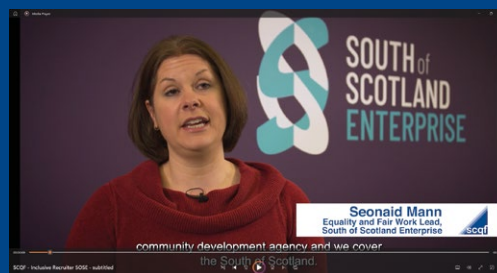 Media Player
SOUTH of
SCOTLAND
ENTERPRISE
Seonaid Mann
Equality and Fair Work Lead,
South of Scotland Enterprise
scqf
community development agency and we cover
the South of Scotland.
SCQF - Inclusive Recruiter SOSE - subtitled